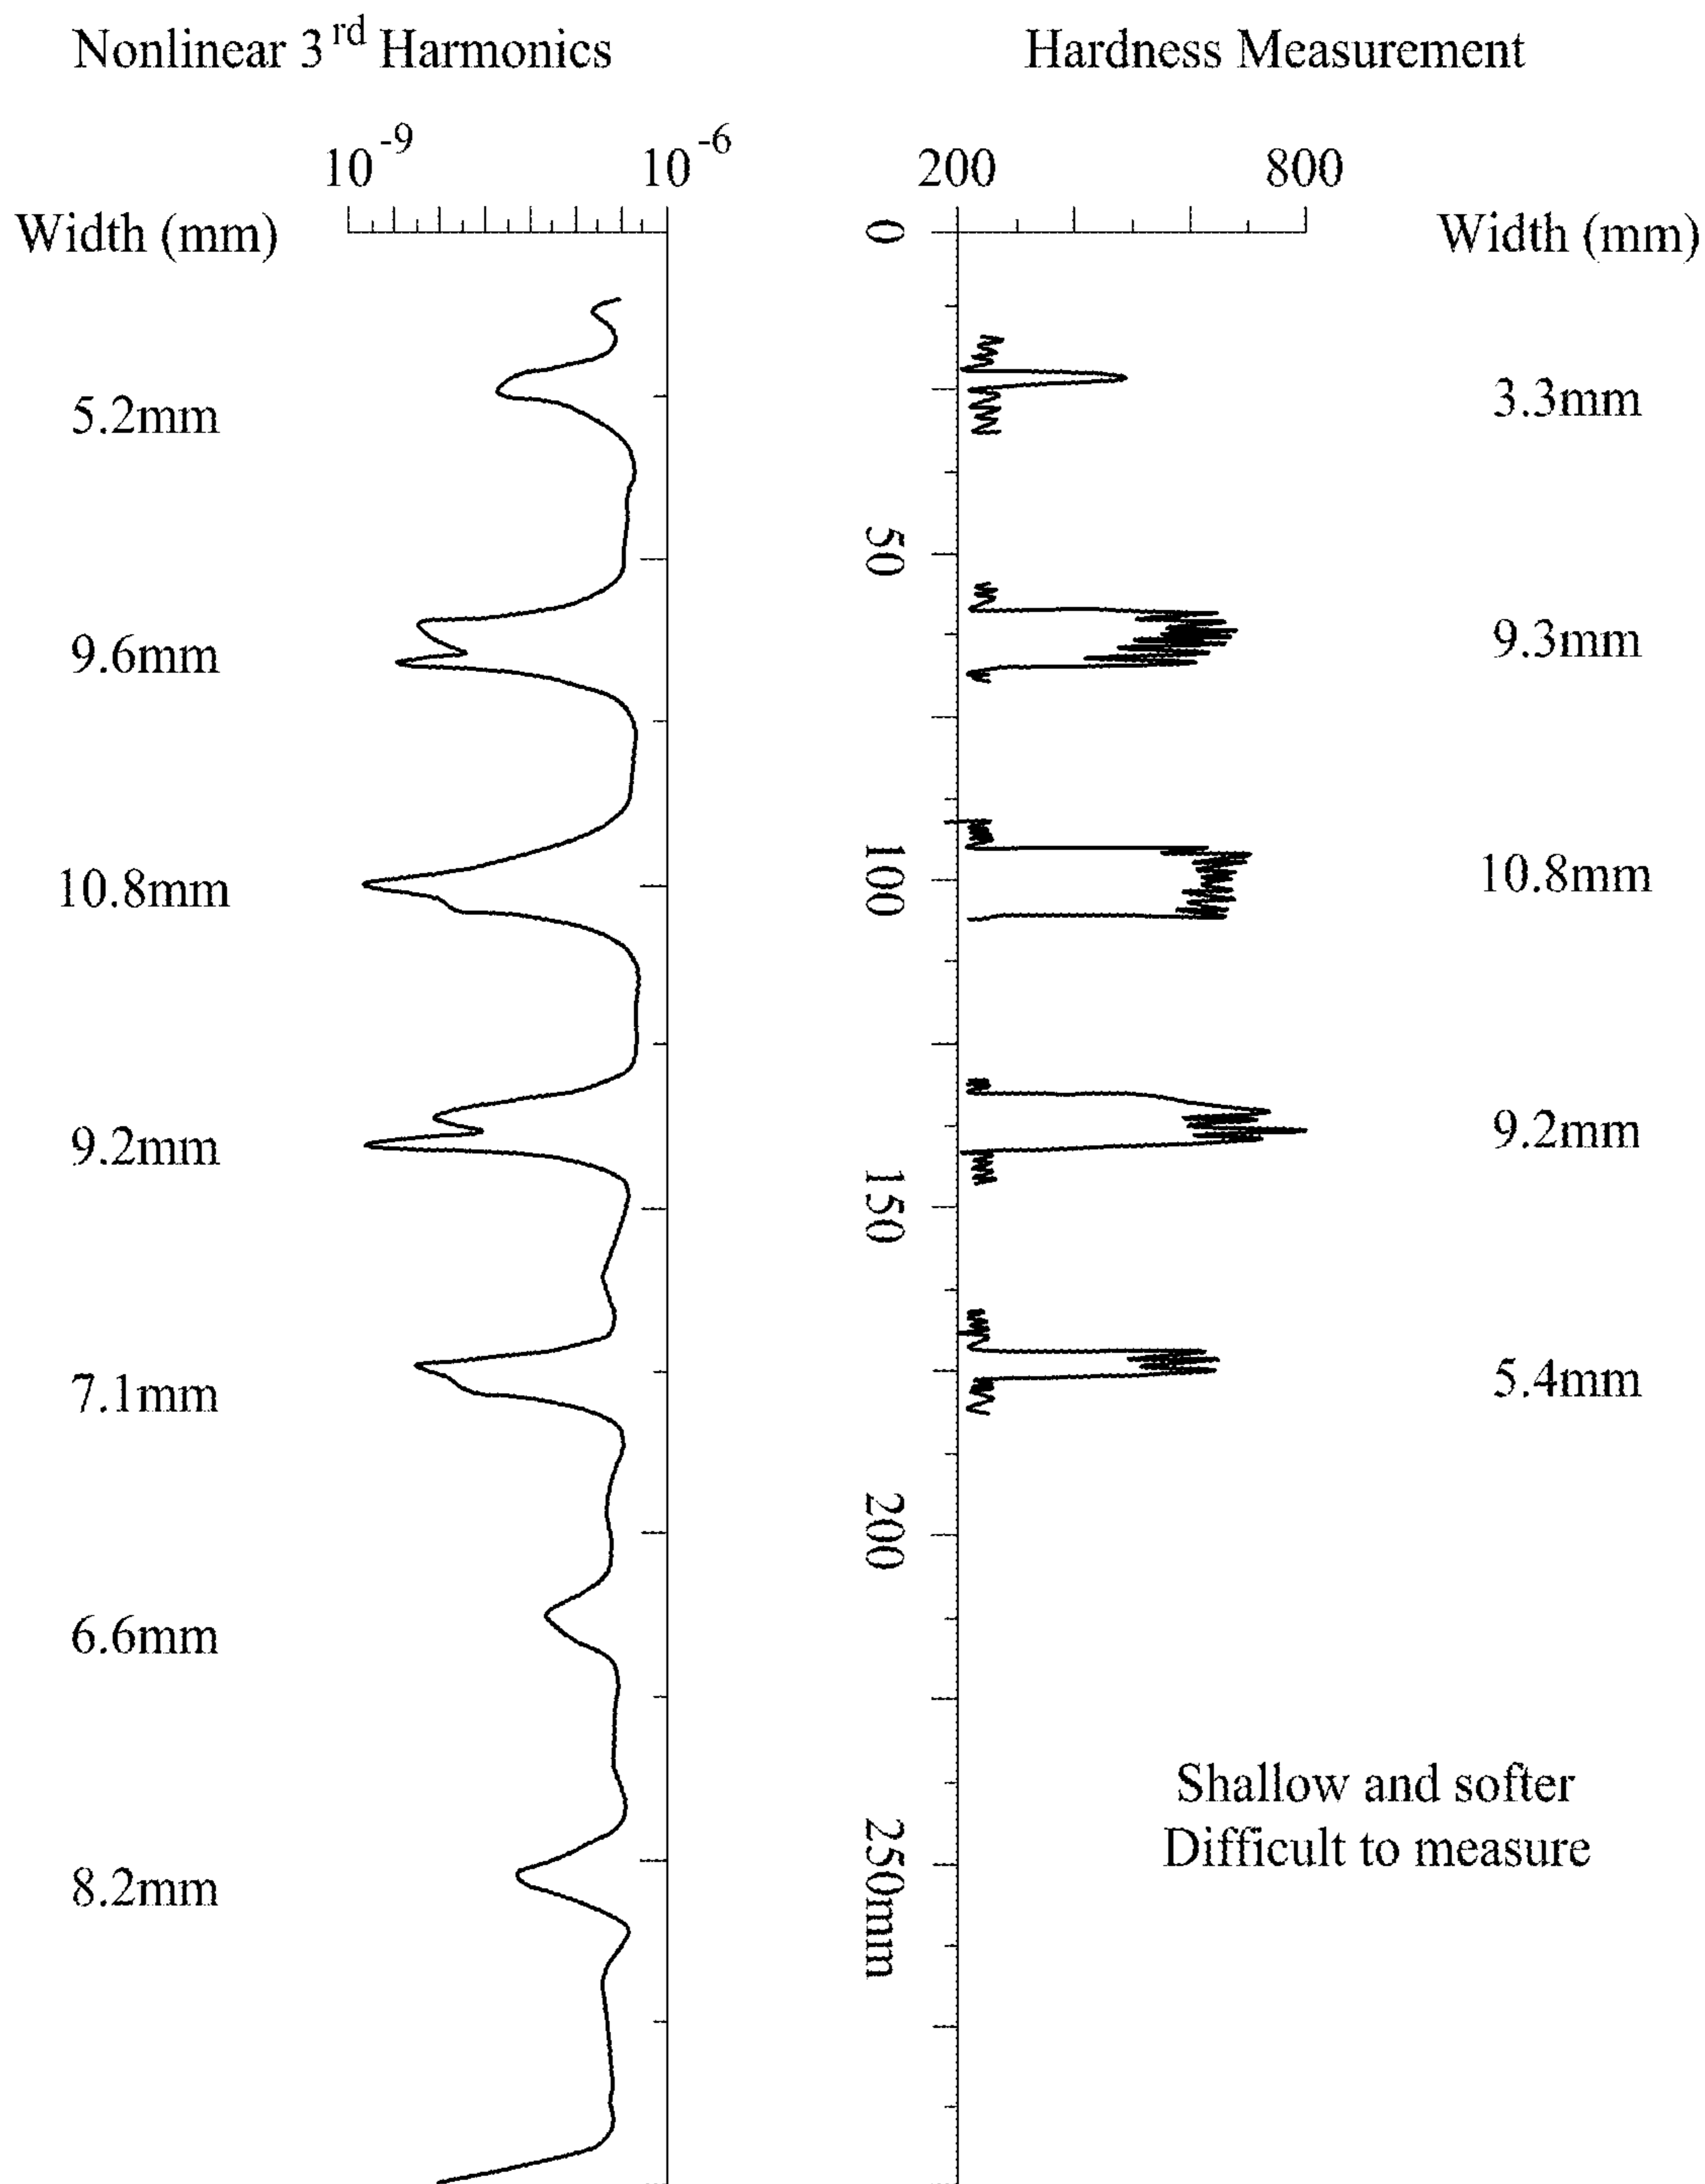 Nonlinear 3rd Harmonics
Hardness Measurement
10-9
10-6
200
800
Width (mm)
0
Width (mm)
5.2mm
3.3mm
50
9.6mm
9.3mm
100
10.8mm
10.8mm
9.2mm
9.2mm
150
7.1mm
5.4mm
200
6.6mm
Shallow and softer
Difficult to measure
250mm
8.2mm